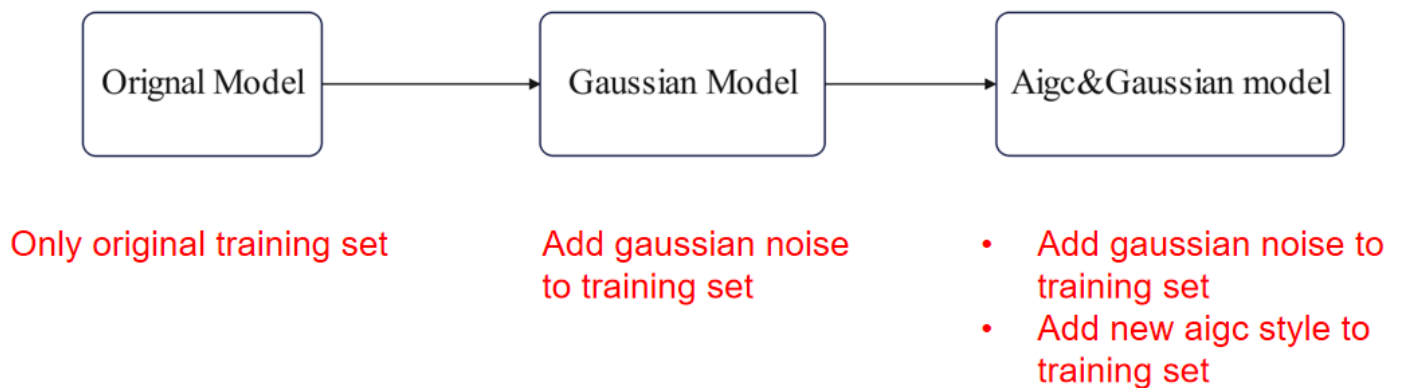 Orignal Model
Gaussian Model
Aigc&Gaussian model
Only original training set
Add gaussian noise
to training set
• Add gaussian noise to
training set
• Add new aigc style to
training set